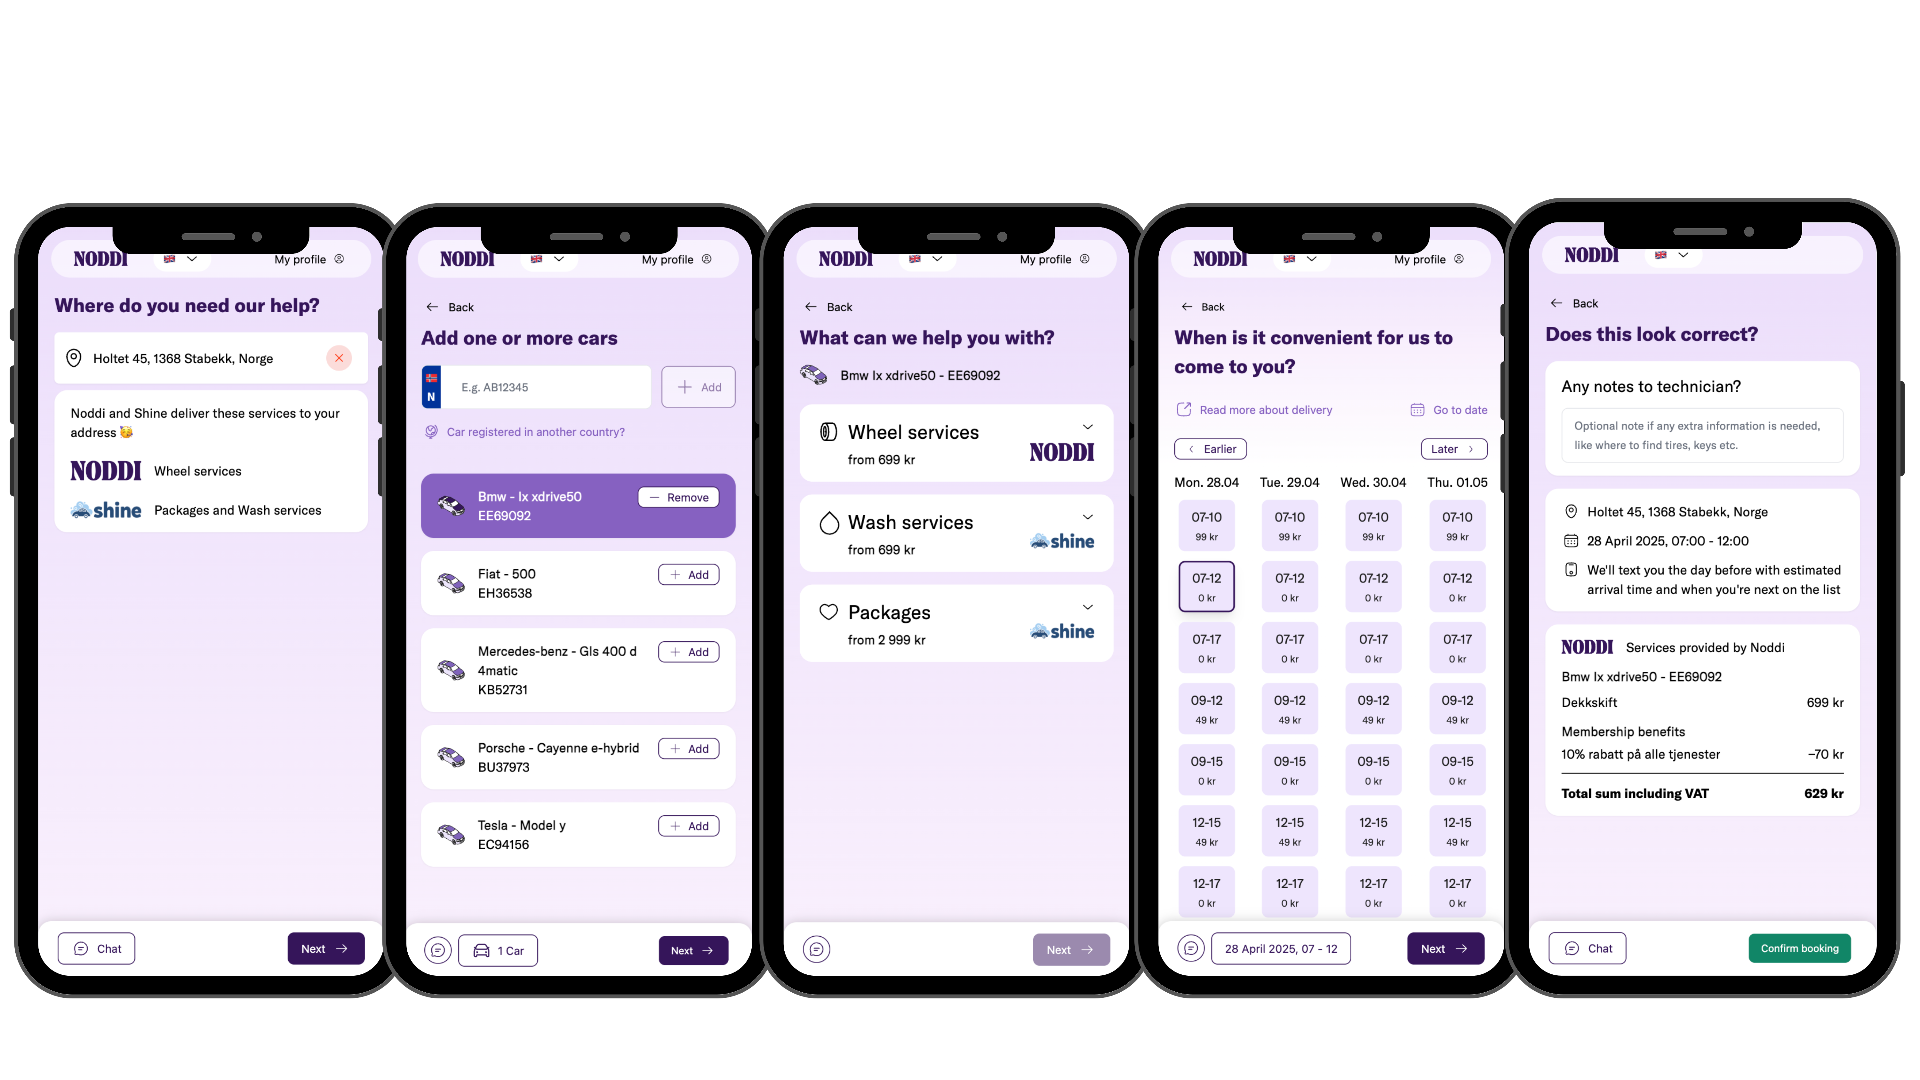 NODDI
My profile
Where do you need our help?
Holtet 45, 1368 Stabekk, Norge
Noddi and Shine deliver these services to your
address
NODDI Wheel services
shine Packages and Wash services
Chat
Next
NODDI
My profile
Back
Add one or more cars
N
E.g. AB12345
Add
Car registered in another country?
Bmw - Ix xdrive50
EE69092
Remove
Fiat - 500
EH36538
Add
Mercedes-benz - Gls 400 d
4matic
KB52731
Add
Porsche - Cayenne e-hybrid
BU37973
Add
Tesla - Model y
EC94156
Add
1 Car
Next
NODDI
My profile
Back
What can we help you with?
Bmw Ix xdrive50 - EE69092
Wheel services
from 699 kr
NODDI
Wash services
from 699 kr
shine
Packages
from 2 999 kr
shine
Next
NODDI
My profile
Back
When is it convenient for us to
come to you?
Read more about delivery
Go to date
Earlier
Later
Mon. 28.04 Tue. 29.04 Wed. 30.04 Thu. 01.05
07-10 07-10 07-10 07-10
99 kr 99 kr 99 kr 99 kr
07-12 07-12 07-12 07-12
0 kr 0 kr 0 kr 0 kr
07-17 07-17 07-17 07-17
0 kr 0 kr 0 kr 0 kr
09-12 09-12 09-12 09-12
49 kr 49 kr 49 kr 49 kr
09-15 09-15 09-15 09-15
0 kr 0 kr 0 kr 0 kr
12-15 12-15 12-15 12-15
49 kr 49 kr 49 kr 49 kr
12-17 12-17 12-17 12-17
0 kr 0 kr 0 kr 0 kr
28 April 2025, 07 - 12
Next
NODDI
Back
Does this look correct?
Any notes to technician?
Optional note if any extra information is needed,
like where to find tires, keys etc.
Holtet 45, 1368 Stabekk, Norge
28 April 2025, 07:00 - 12:00
We'll text you the day before with estimated
arrival time and when you're next on the list
NODDI Services provided by Noddi
Bmw Ix xdrive50 - EE69092
Dekkskift 699 kr
Membership benefits
10% rabatt på alle tjenester −70 kr
Total sum including VAT 629 kr
Chat
Confirm booking